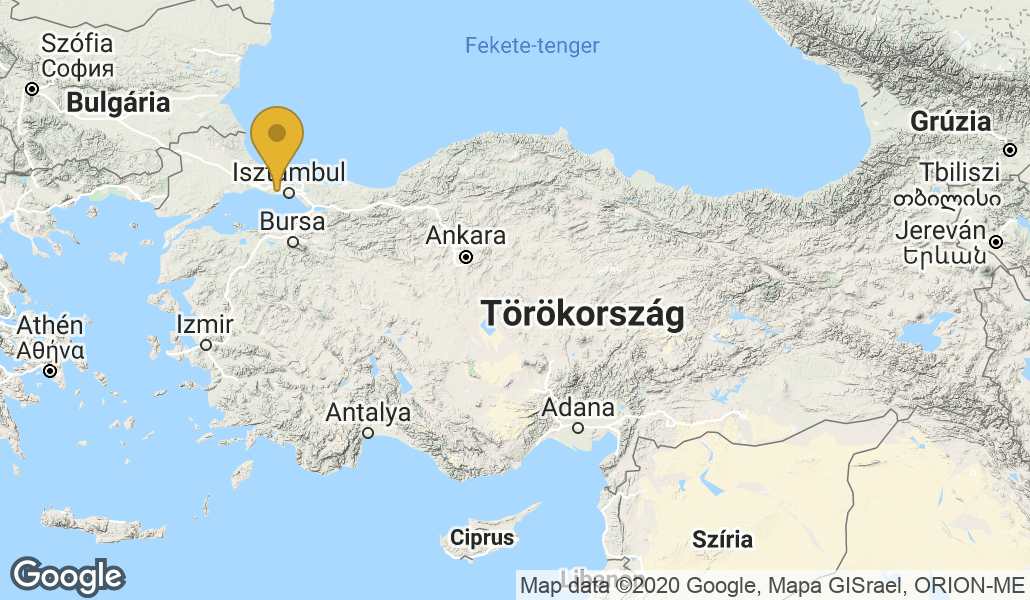 Fekete-tenger
Szófia
София
Bulgária
Grúzia
Tbiliszi
თბილისი
Isztambul
Bursa
Ankara
Jereván
Երևան
Törökország
Izmir
Athén
Αθήνα
Antalya
Adana
Ciprus
Szíria
Libanon
Google
Map data ©2020 Google, Mapa GISrael, ORION-ME